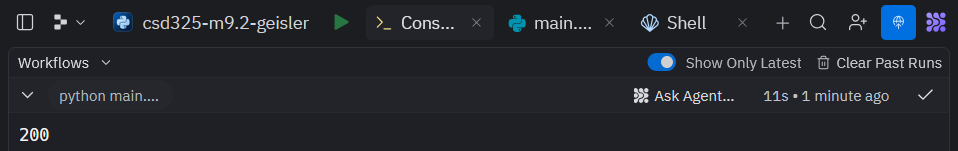 csd325-m9.2-geisler Cons... main.... Shell
Workflows Show Only Latest Clear Past Runs
python main.... Ask Agent... 11s • 1 minute ago
200